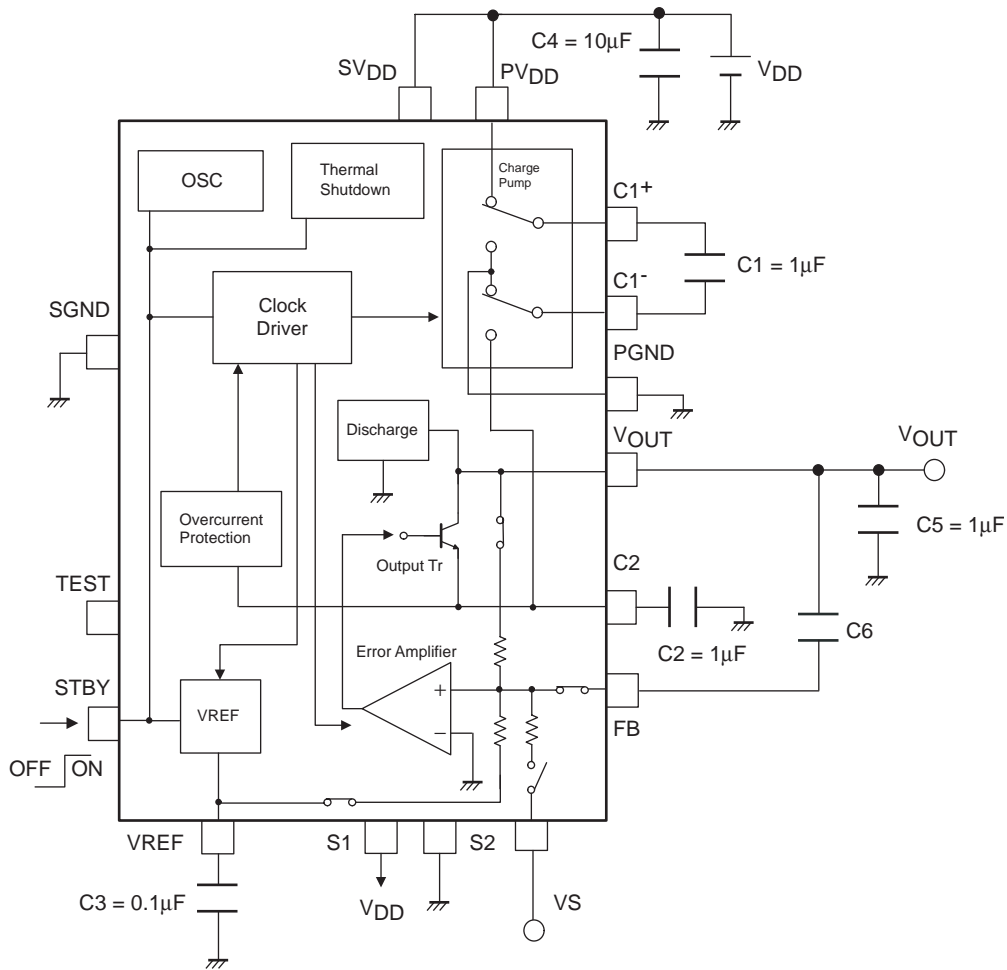 C4 = 10μF
SVDD
PVDD
VDD
OSC
Thermal
Shutdown
Charge
Pump
C1+
C1 = 1μF
C1-
SGND
Clock
Driver
PGND
Discharge
VOUT
VOUT
Overcurrent
Protection
C5 = 1μF
Output Tr
C2
TEST
C6
C2 = 1μF
Error Amplifier
STBY
VREF
+
−
FB
OFF
ON
VREF
S1
S2
C3 = 0.1μF
VDD
VS